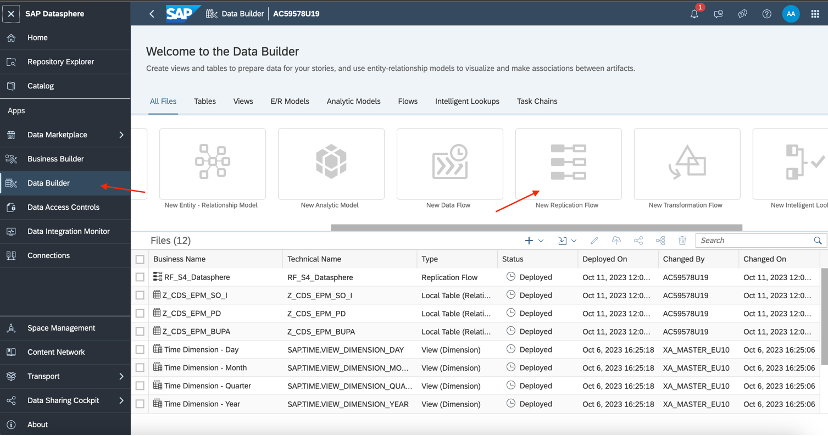 SAP Datasphere
SAP Data Builder AC59578U19
1
AA
Home
Repository Explorer
Catalog
Apps
Data Marketplace
Business Builder
Data Builder
Data Access Controls
Data Integration Monitor
Connections
Space Management
Content Network
Transport
Data Sharing Cockpit
About
Welcome to the Data Builder
Create views and tables to prepare data for your stories, and use entity-relationship models to visualize and make associations between artifacts.
All Files Tables Views E/R Models Analytic Models Flows Intelligent Lookups Task Chains
New Entity - Relationship Model New Analytic Model New Data Flow New Replication Flow New Transformation Flow New Intelligent Look
Files (12) Search
Business Name Technical Name Type Status Deployed On Changed By Changed On
RF_S4_Datasphere RF_S4_Datasphere Replication Flow Deployed Oct 11, 2023 12:0... AC59578U19 Oct 11, 2023 12:0...
Z_CDS_EPM_SO_I Z_CDS_EPM_SO_I Local Table (Relati... Deployed Oct 11, 2023 12:0... AC59578U19 Oct 11, 2023 12:0...
Z_CDS_EPM_PD Z_CDS_EPM_PD Local Table (Relati... Deployed Oct 11, 2023 12:0... AC59578U19 Oct 11, 2023 12:0...
Z_CDS_EPM_BUPA Z_CDS_EPM_BUPA Local Table (Relati... Deployed Oct 11, 2023 12:0... AC59578U19 Oct 11, 2023 12:0...
Time Dimension - Day SAP.TIME.VIEW_DIMENSION_DAY View (Dimension) Deployed Oct 6, 2023 16:25:18 XA_MASTER_EU10 Oct 6, 2023 16:25:06
Time Dimension - Month SAP.TIME.VIEW_DIMENSION_MO... View (Dimension) Deployed Oct 6, 2023 16:25:18 XA_MASTER_EU10 Oct 6, 2023 16:25:06
Time Dimension - Quarter SAP.TIME.VIEW_DIMENSION_QUA... View (Dimension) Deployed Oct 6, 2023 16:25:18 XA_MASTER_EU10 Oct 6, 2023 16:25:06
Time Dimension - Year SAP.TIME.VIEW_DIMENSION_YEAR View (Dimension) Deployed Oct 6, 2023 16:25:18 XA_MASTER_EU10 Oct 6, 2023 16:25:06